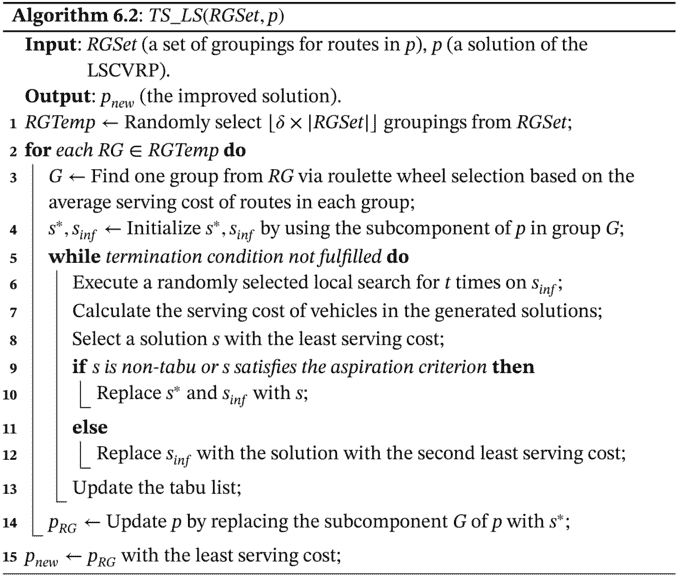 Algorithm 6.2: TS_LS(RGSet, p)
Input: RGSet (a set of groupings for routes in p), p (a solution of the
LSCVRP).
Output: p_new (the improved solution).
1 RGTemp ← Randomly select ⌊δ × |RGSet|⌋ groupings from RGSet;
2 for each RG ∈ RGTemp do
3 G ← Find one group from RG via roulette wheel selection based on the
average serving cost of routes in each group;
4 s*, s_inf ← Initialize s*, s_inf by using the subcomponent of p in group G;
5 while termination condition not fulfilled do
6 Execute a randomly selected local search for t times on s_inf;
7 Calculate the serving cost of vehicles in the generated solutions;
8 Select a solution s with the least serving cost;
9 if s is non-tabu or s satisfies the aspiration criterion then
10 Replace s* and s_inf with s;
11 else
12 Replace s_inf with the solution with the second least serving cost;
13 Update the tabu list;
14 p_RG ← Update p by replacing the subcomponent G of p with s*;
15 p_new ← p_RG with the least serving cost;